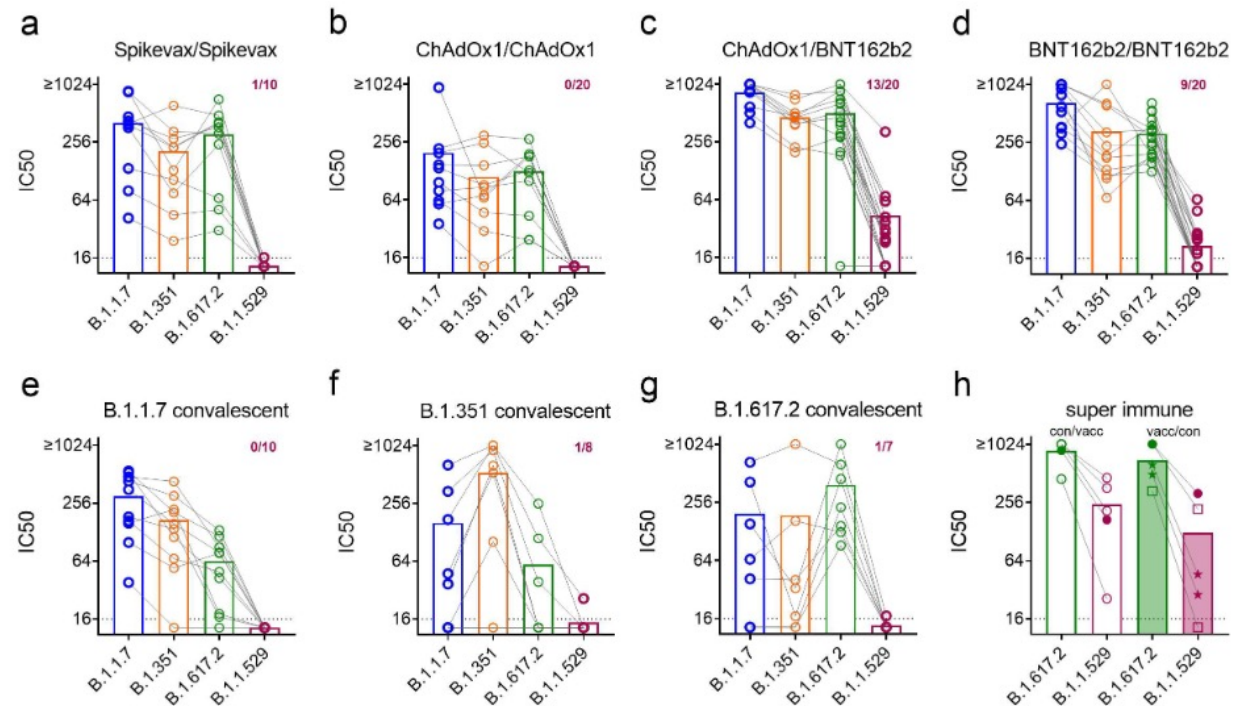 a
Spikevax/Spikevax
≥1024
256
64
16
IC50
1/10
B.1.1.7
B.1.351
B.1.617.2
B.1.1.529
b
ChAdOx1/ChAdOx1
≥1024
256
64
16
IC50
0/20
B.1.1.7
B.1.351
B.1.617.2
B.1.1.529
c
ChAdOx1/BNT162b2
≥1024
256
64
16
IC50
13/20
B.1.1.7
B.1.351
B.1.617.2
B.1.1.529
d
BNT162b2/BNT162b2
≥1024
256
64
16
IC50
9/20
B.1.1.7
B.1.351
B.1.617.2
B.1.1.529
e
B.1.1.7 convalescent
≥1024
256
64
16
IC50
0/10
B.1.1.7
B.1.351
B.1.617.2
B.1.1.529
f
B.1.351 convalescent
≥1024
256
64
16
IC50
1/8
B.1.1.7
B.1.351
B.1.617.2
B.1.1.529
g
B.1.617.2 convalescent
≥1024
256
64
16
IC50
1/7
B.1.1.7
B.1.351
B.1.617.2
B.1.1.529
h
super immune
con/vacc vacc/con
≥1024
256
64
16
IC50
B.1.617.2
B.1.1.529
B.1.617.2
B.1.1.529